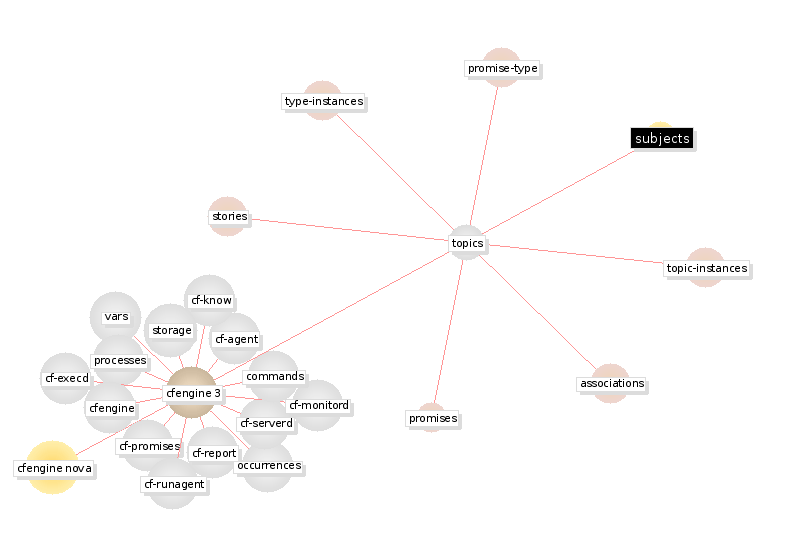 promise-type
type-instances
subjects
stories
topics
topic-instances
cf-know
vars
storage
cf-agent
processes
commands
cf-execd
associations
cfengine 3
cf-monitord
cfengine
promises
cf-serverd
cf-promises
cf-report
occurrences
cfengine nova
cf-runagent